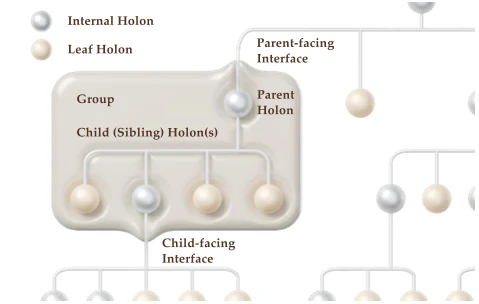 Internal Holon
Leaf Holon
Parent-facing
Interface
Group
Parent
Holon
Child (Sibling) Holon(s)
Child-facing
Interface